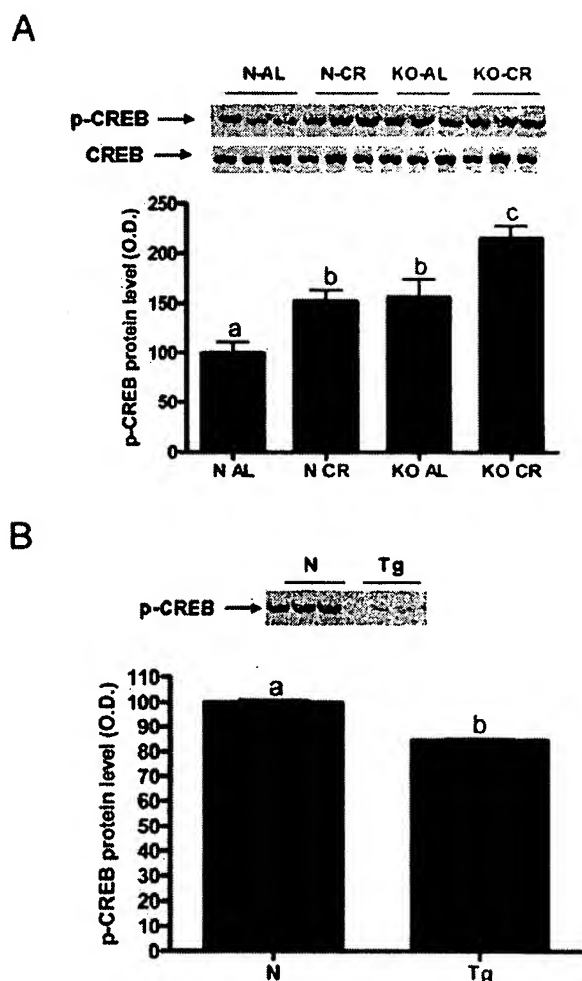 A
N-AL N-CR KO-AL KO-CR
p-CREB
CREB
p-CREB protein level (O.D.)
250
200
150
100
50
0
a
b
b
c
N AL N CR KO AL KO CR
B
N Tg
p-CREB
p-CREB protein level (O.D.)
110
100
90
80
70
60
50
40
30
20
10
0
a
b
N Tg